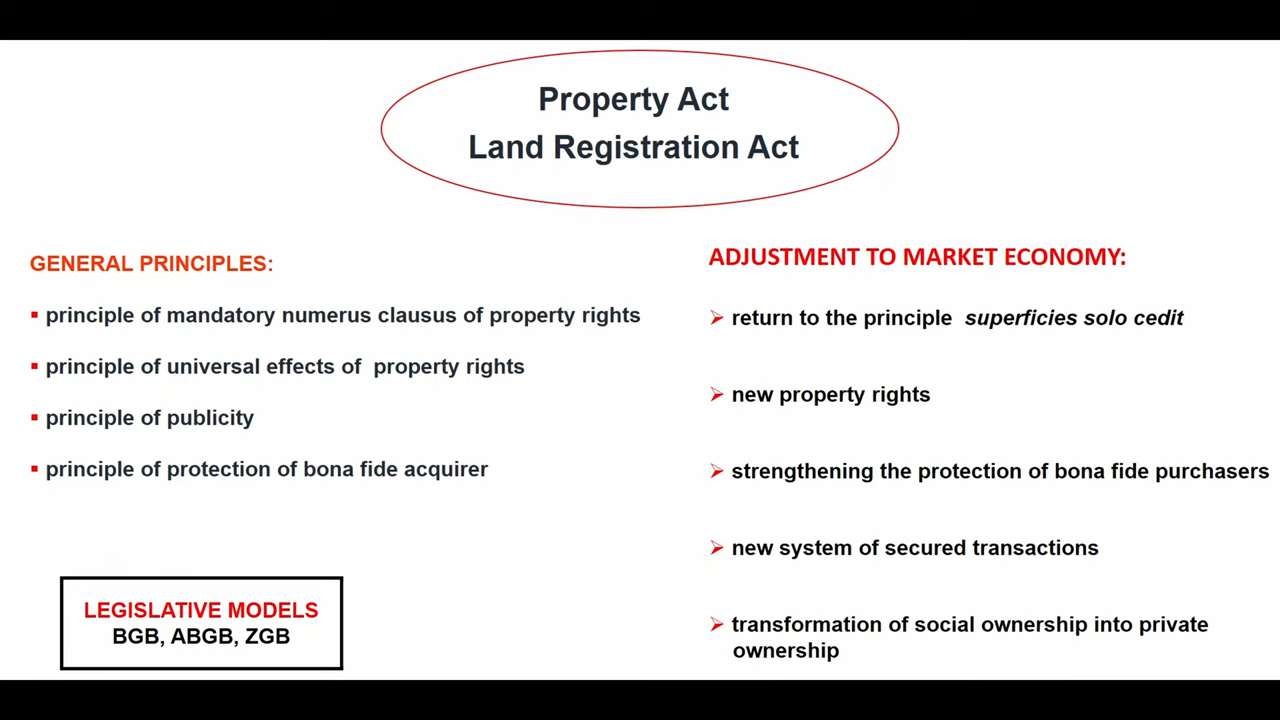 Property Act
Land Registration Act
GENERAL PRINCIPLES:
principle of mandatory numerus clausus of property rights
principle of universal effects of property rights
principle of publicity
principle of protection of bona fide acquirer
LEGISLATIVE MODELS
BGB, ABGB, ZGB
ADJUSTMENT TO MARKET ECONOMY:
return to the principle superficies solo cedit
new property rights
strengthening the protection of bona fide purchasers
new system of secured transactions
transformation of social ownership into private
ownership